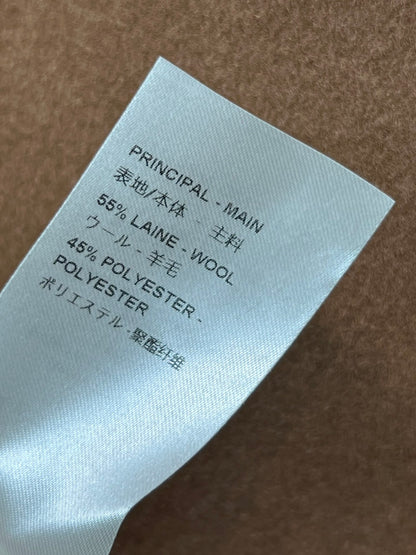 PRINCIPAL - MAIN
表地/本体 - 主料
55% LAINE - WOOL
ウール - 羊毛
45% POLYESTER -
POLYESTER
ポリエステル - 聚酯纤维